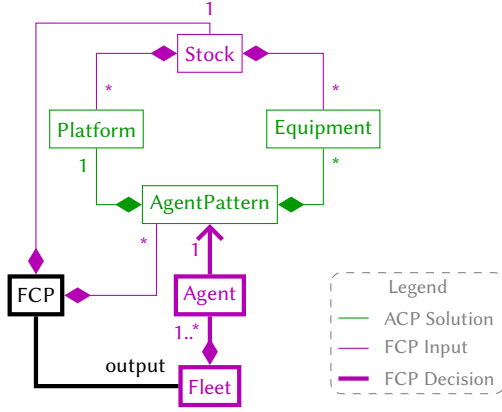 1
Stock
*
*
Platform
Equipment
1
*
AgentPattern
*
1
FCP
Agent
1..*
output
Fleet
Legend
ACP Solution
FCP Input
FCP Decision